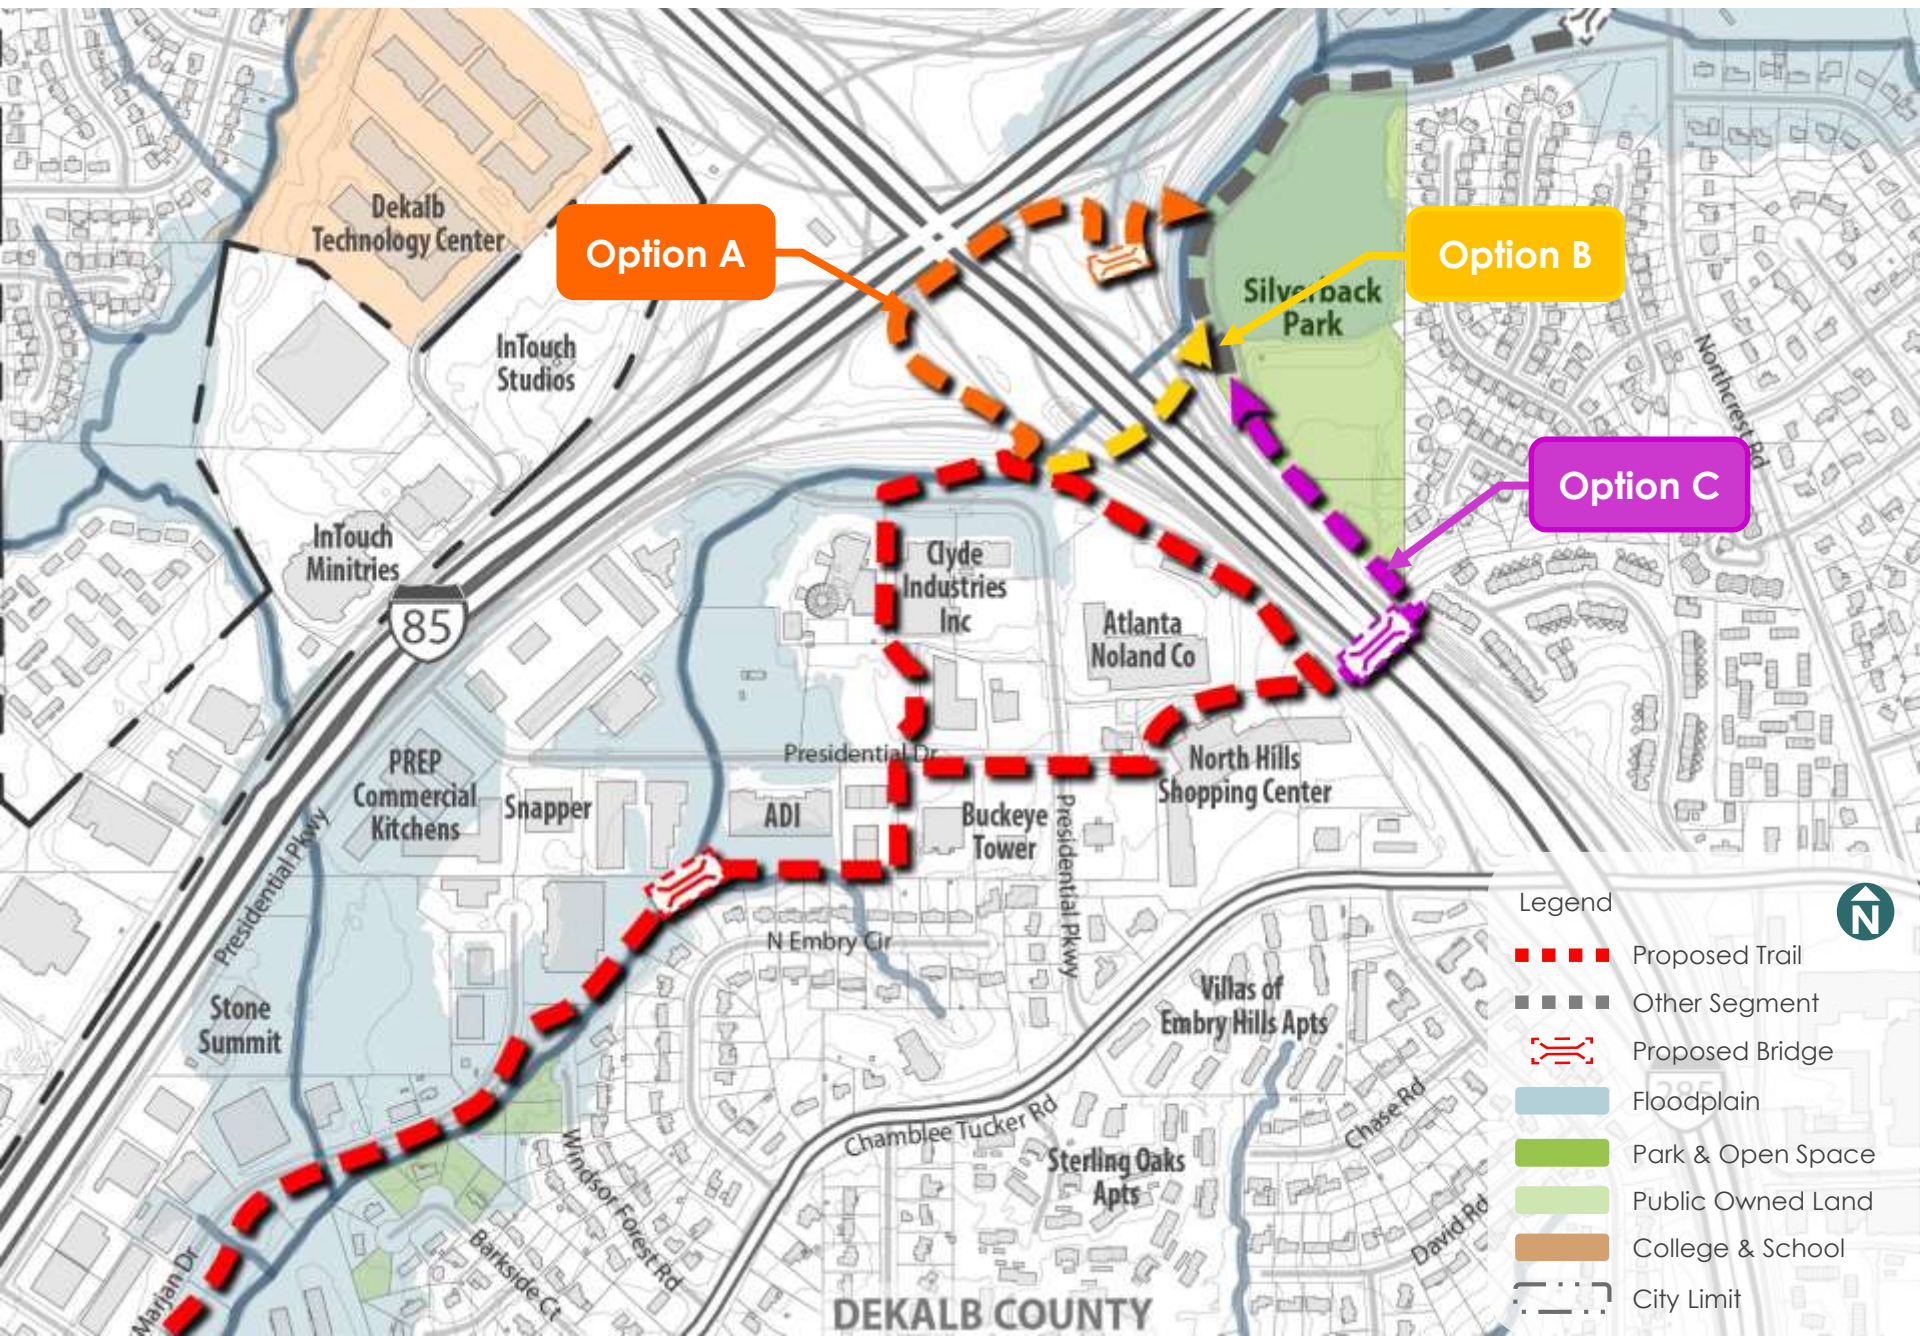 Dekalb
Technology Center
Option A
Option B
Silverback
Park
InTouch
Studios
Northcrest Rd
Option C
InTouch
Minitries
85
Clyde
Industries
Inc
Atlanta
Noland Co
Presidential Dr
PREP
Commercial
Kitchens
Snapper
ADI
Buckeye
Tower
North Hills
Shopping Center
Presidential Pkwy
Presidential Pkwy
N Embry Cir
Stone
Summit
Villas of
Embry Hills Apts
Chamblee Tucker Rd
Sterling Oaks
Apts
Chase Rd
David Rd
Windsor Forest Rd
Barkside Ct
Marjan Dr
DEKALB COUNTY
Legend
N
Proposed Trail
Other Segment
Proposed Bridge
285
Floodplain
Park & Open Space
Public Owned Land
College & School
City Limit